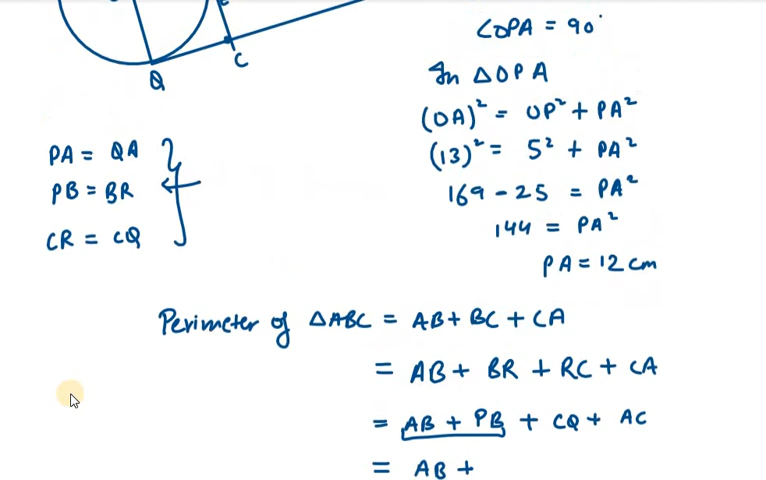 Q
C
PA = QA
PB = BR
CR = CQ
∠OPA = 90°
In △OPA
(OA)² = OP² + PA²
(13)² = 5² + PA²
169 - 25 = PA²
144 = PA²
PA = 12 cm
Perimeter of △ABC = AB + BC + CA
= AB + BR + RC + CA
= AB + PB + CQ + AC
= AB +